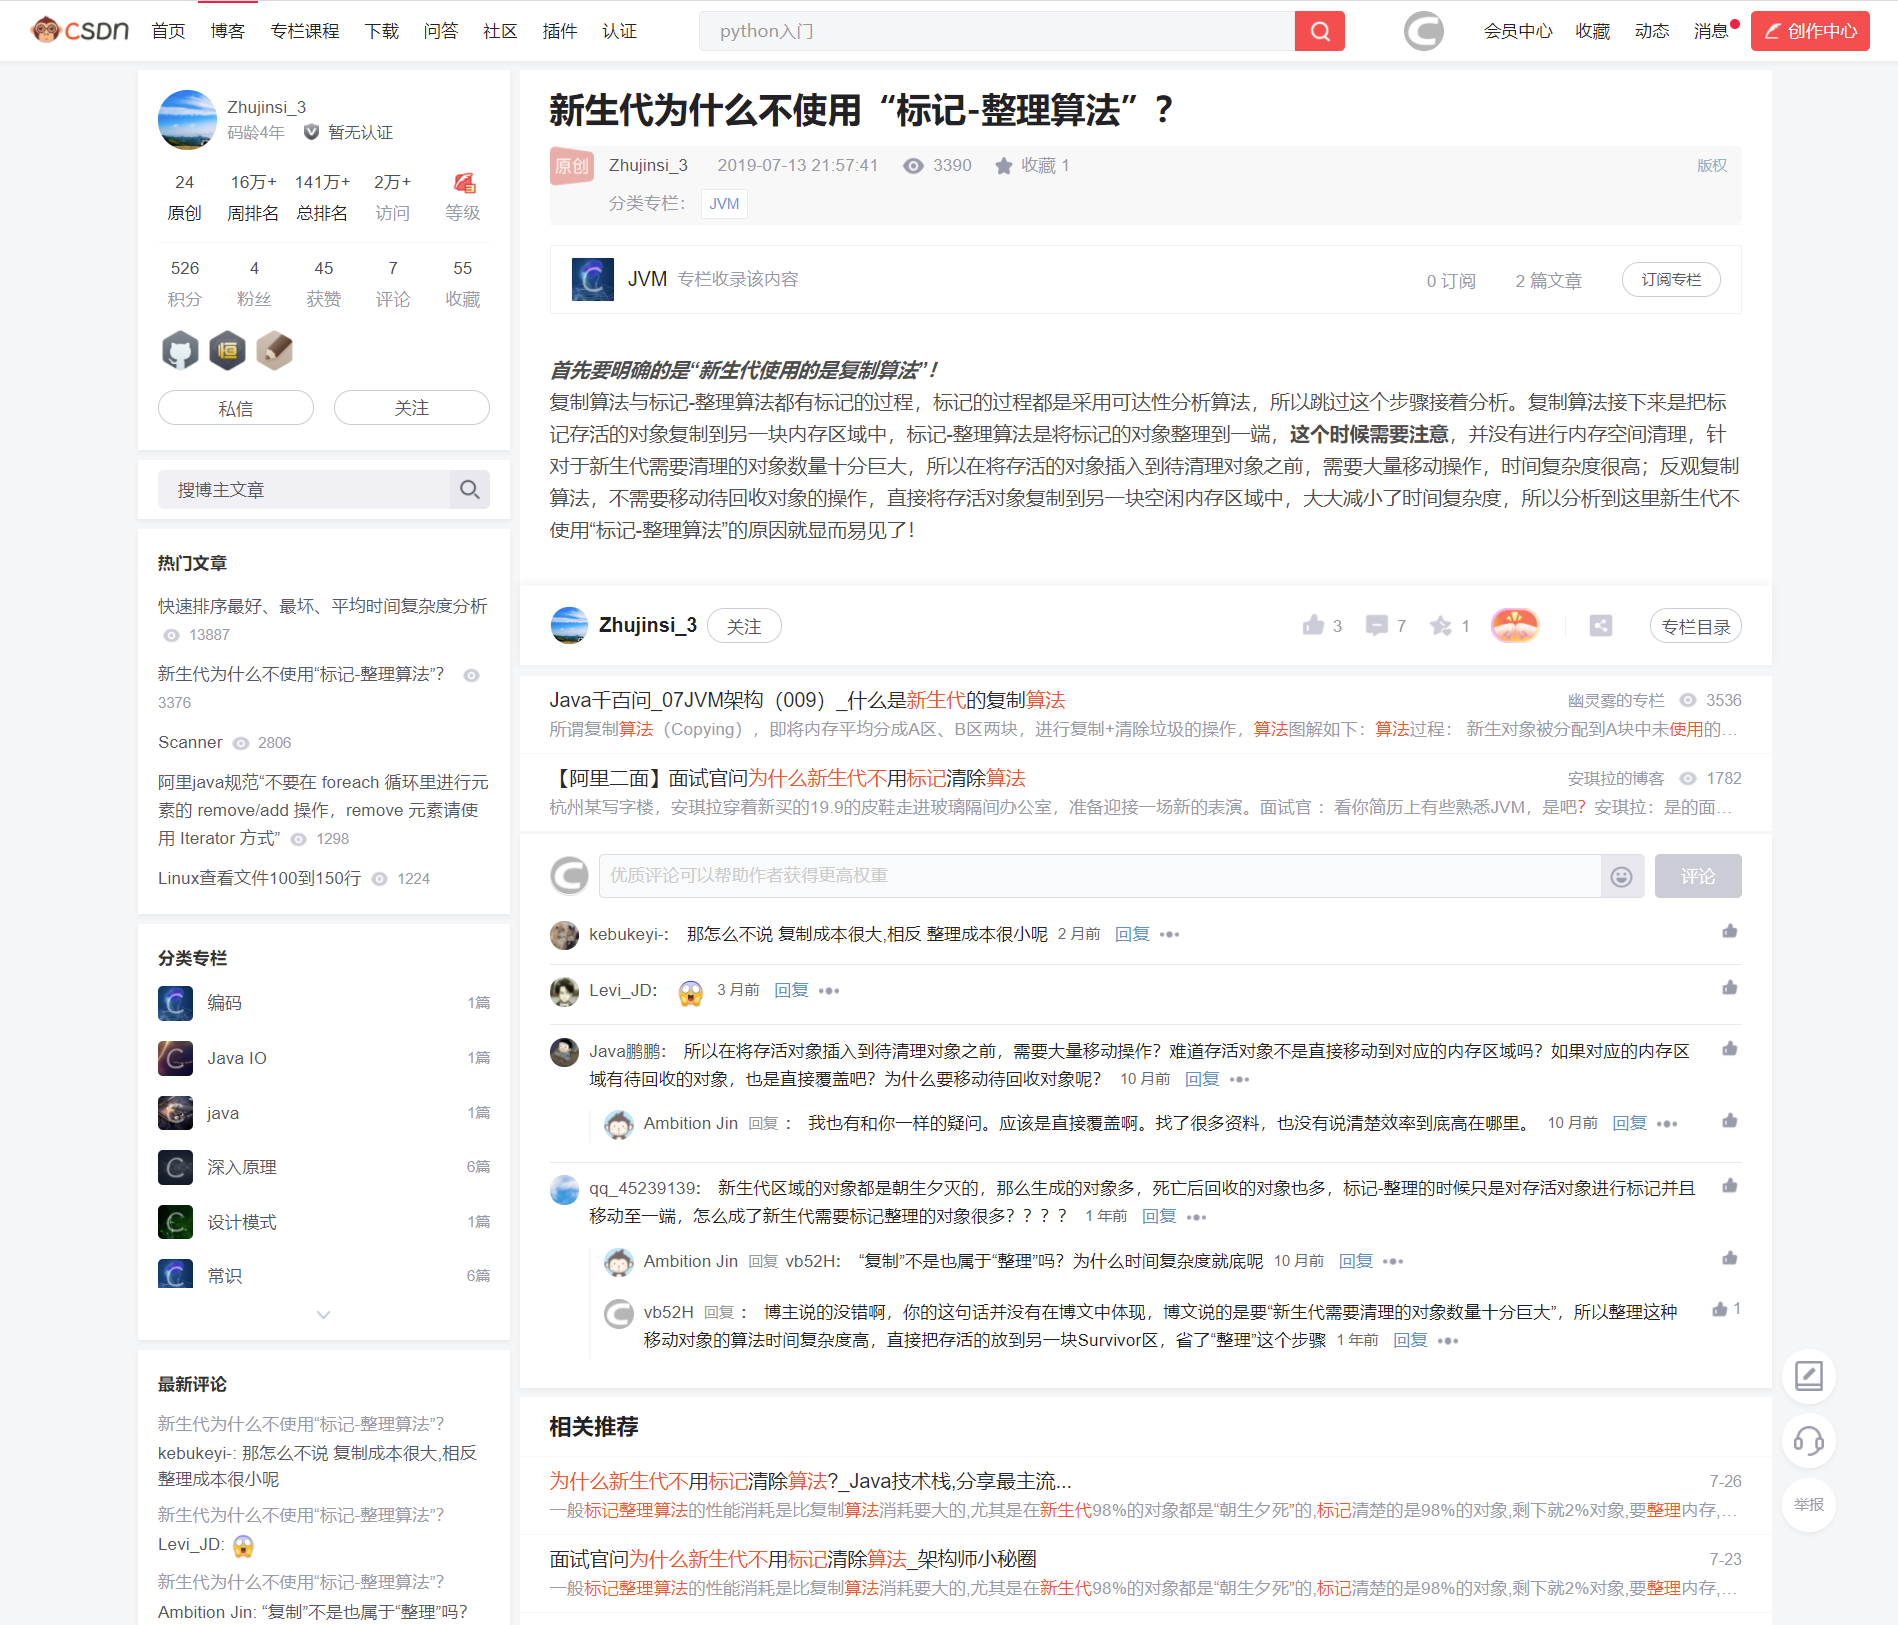 CSDN 首页 博客 专栏课程 下载 问答 社区 插件 认证 python入门 会员中心 收藏 动态 消息 创作中心
Zhujinsi_3
码龄4年 暂无认证
24 16万+ 141万+ 2万+
原创 周排名 总排名 访问 等级
526 4 45 7 55
积分 粉丝 获赞 评论 收藏
私信 关注
搜博主文章
热门文章
快速排序最好、最坏、平均时间复杂度分析
13887
新生代为什么不使用“标记-整理算法”？
3376
Scanner 2806
阿里java规范“不要在 foreach 循环里进行元
素的 remove/add 操作，remove 元素请使
用 Iterator 方式” 1298
Linux查看文件100到150行 1224
分类专栏
编码 1篇
Java IO 1篇
java 1篇
深入原理 6篇
设计模式 1篇
常识 6篇
最新评论
新生代为什么不使用“标记-整理算法”？
kebukeyi-: 那怎么不说 复制成本很大,相反
整理成本很小呢
新生代为什么不使用“标记-整理算法”？
Levi_JD: 😱
新生代为什么不使用“标记-整理算法”？
Ambition Jin: “复制”不是也属于“整理”吗？
新生代为什么不使用“标记-整理算法”？
原创 Zhujinsi_3 2019-07-13 21:57:41 3390 收藏 1 版权
分类专栏： JVM
JVM 专栏收录该内容 0 订阅 2 篇文章 订阅专栏
首先要明确的是“新生代使用的是复制算法”！
复制算法与标记-整理算法都有标记的过程，标记的过程都是采用可达性分析算法，所以跳过这个步骤接着分析。复制算法接下来是把标
记存活的对象复制到另一块内存区域中，标记-整理算法是将标记的对象整理到一端，这个时候需要注意，并没有进行内存空间清理，针
对于新生代需要清理的对象数量十分巨大，所以在将存活的对象插入到待清理对象之前，需要大量移动操作，时间复杂度很高；反观复制
算法，不需要移动待回收对象的操作，直接将存活对象复制到另一块空闲内存区域中，大大减小了时间复杂度，所以分析到这里新生代不
使用“标记-整理算法”的原因就显而易见了！
Zhujinsi_3 关注 3 7 1 专栏目录
Java千百问_07JVM架构（009）_什么是新生代的复制算法 幽灵雾的专栏 3536
所谓复制算法（Copying），即将内存平均分成A区、B区两块，进行复制+清除垃圾的操作，算法图解如下：算法过程： 新生对象被分配到A块中未使用的…
【阿里二面】面试官问为什么新生代不用标记清除算法 安琪拉的博客 1782
杭州某写字楼，安琪拉穿着新买的19.9的皮鞋走进玻璃隔间办公室，准备迎接一场新的表演。面试官 ：看你简历上有些熟悉JVM，是吧？安琪拉：是的面…
优质评论可以帮助作者获得更高权重 评论
kebukeyi-： 那怎么不说 复制成本很大,相反 整理成本很小呢 2 月前 回复
Levi_JD： 😱 3 月前 回复
Java鹏鹏： 所以在将存活对象插入到待清理对象之前，需要大量移动操作？难道存活对象不是直接移动到对应的内存区域吗？如果对应的内存区
域有待回收的对象，也是直接覆盖吧？为什么要移动待回收对象呢？ 10 月前 回复
Ambition Jin 回复 ： 我也有和你一样的疑问。应该是直接覆盖啊。找了很多资料，也没有说清楚效率到底高在哪里。 10 月前 回复
qq_45239139： 新生代区域的对象都是朝生夕灭的，那么生成的对象多，死亡后回收的对象也多，标记-整理的时候只是对存活对象进行标记并且
移动至一端，怎么成了新生代需要标记整理的对象很多？？？？ 1 年前 回复
Ambition Jin 回复 vb52H： “复制”不是也属于“整理”吗？为什么时间复杂度就底呢 10 月前 回复
vb52H 回复 ： 博主说的没错啊，你的这句话并没有在博文中体现，博文说的是要“新生代需要清理的对象数量十分巨大”，所以整理这种 1
移动对象的算法时间复杂度高，直接把存活的放到另一块Survivor区，省了“整理”这个步骤 1 年前 回复
相关推荐
为什么新生代不用标记清除算法?_Java技术栈,分享最主流... 7-26
一般标记整理算法的性能消耗是比复制算法消耗要大的,尤其是在新生代98%的对象都是“朝生夕死”的,标记清楚的是98%的对象,剩下就2%对象,要整理内存,…
面试官问为什么新生代不用标记清除算法_架构师小秘圈 7-23
一般标记整理算法的性能消耗是比复制算法消耗要大的,尤其是在新生代98%的对象都是“朝生夕死”的,标记清楚的是98%的对象,剩下就2%对象,要整理内存,…
举报